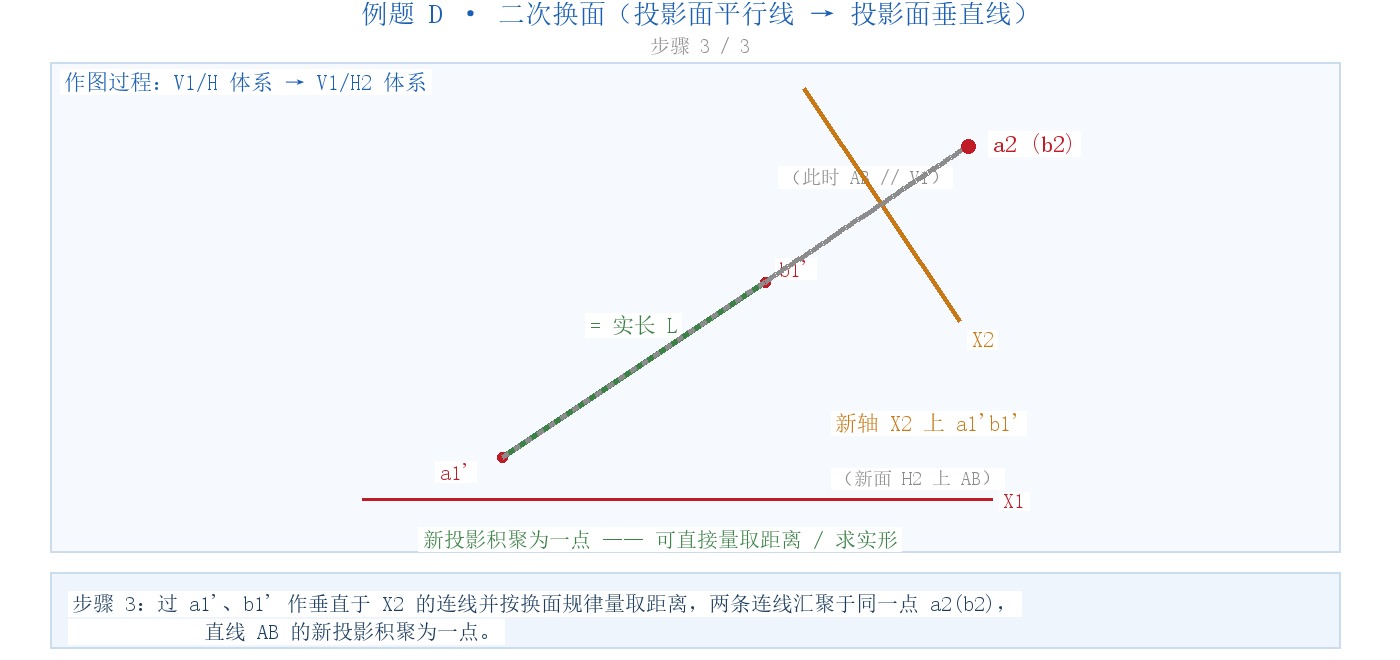 例题 D · 二次换面（投影面平行线 → 投影面垂直线）
步骤 3 / 3
作图过程：V1/H 体系 → V1/H2 体系
a2 (b2)
（此时 AB // V1）
b1'
= 实长 L
X2
新轴 X2 上 a1'b1'
a1'
（新面 H2 上 AB）
X1
新投影积聚为一点 —— 可直接量取距离 / 求实形
步骤 3：过 a1'、b1' 作垂直于 X2 的连线并按换面规律量取距离，两条连线汇聚于同一点 a2(b2)，
直线 AB 的新投影积聚为一点。